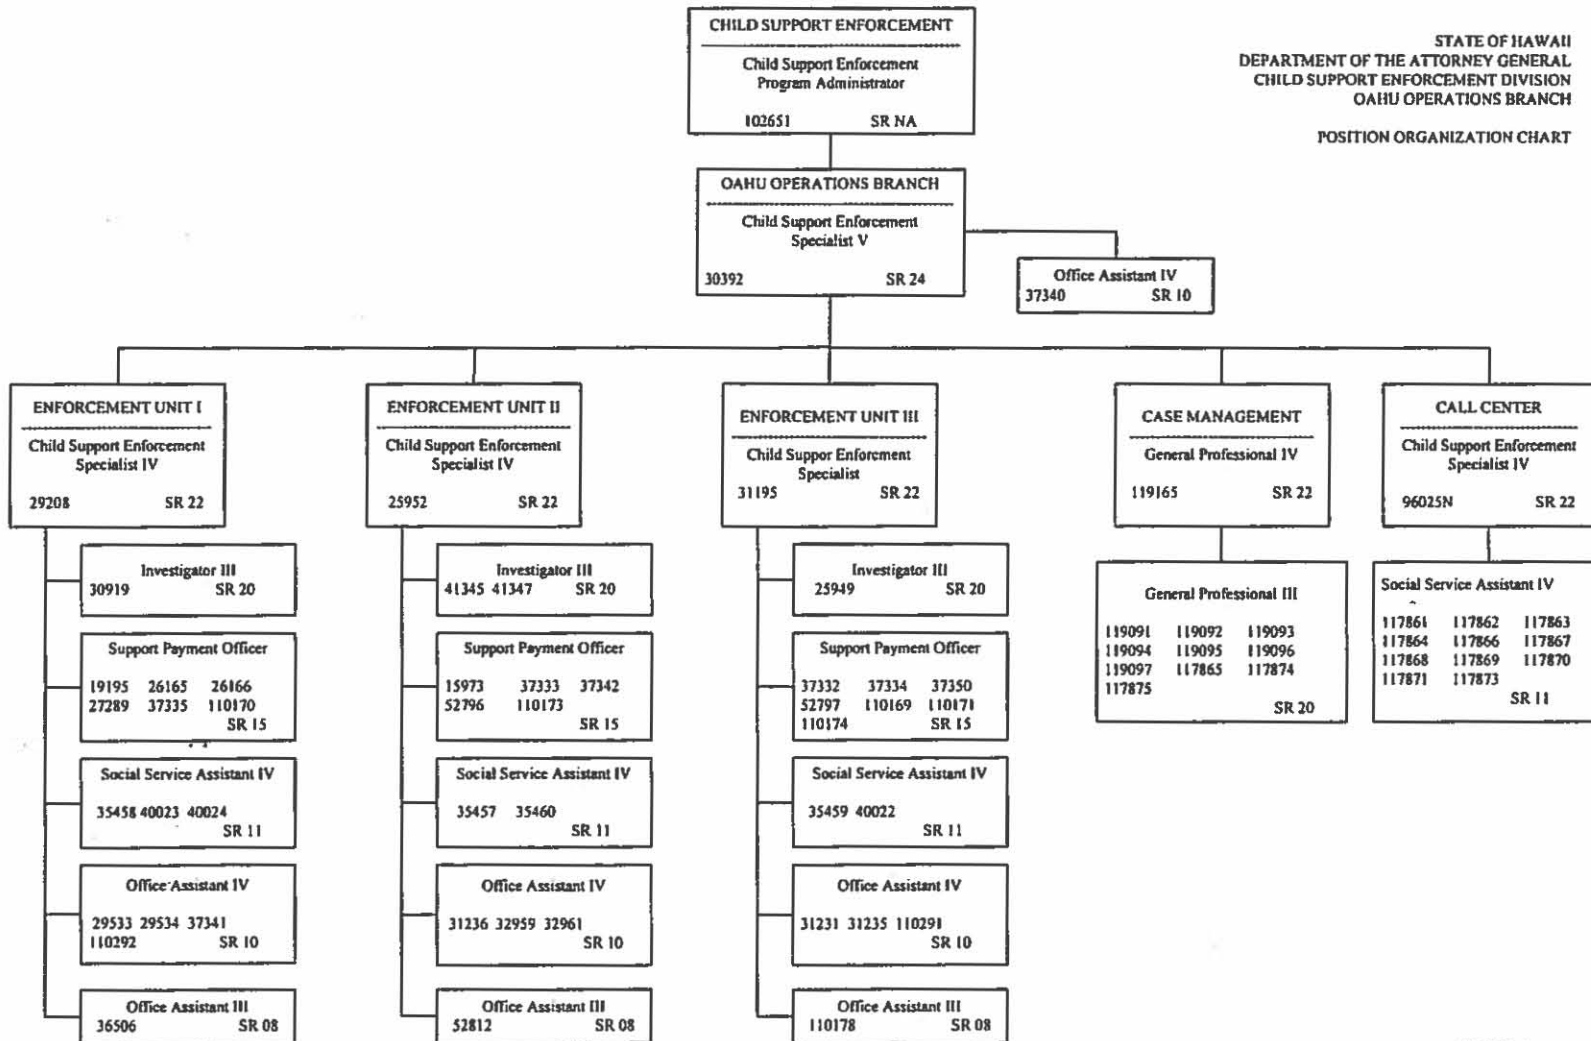 STATE OF HAWAII
DEPARTMENT OF THE ATTORNEY GENERAL
CHILD SUPPORT ENFORCEMENT DIVISION
OAHU OPERATIONS BRANCH
POSITION ORGANIZATION CHART
CHILD SUPPORT ENFORCEMENT
Child Support Enforcement
Program Administrator
102651 SR NA
OAHU OPERATIONS BRANCH
Child Support Enforcement
Specialist V
30392 SR 24
Office Assistant IV
37340 SR 10
ENFORCEMENT UNIT I
Child Support Enforcement
Specialist IV
29208 SR 22
Investigator III
30919 SR 20
Support Payment Officer
19195 26165 26166
27289 37335 110170
SR 15
Social Service Assistant IV
35458 40023 40024
SR 11
Office Assistant IV
29533 29534 37341
110292 SR 10
Office Assistant III
36506 SR 08
ENFORCEMENT UNIT II
Child Support Enforcement
Specialist IV
25952 SR 22
Investigator III
41345 41347 SR 20
Support Payment Officer
15973 37333 37342
52796 110173
SR 15
Social Service Assistant IV
35457 35460
SR 11
Office Assistant IV
31236 32959 32961
SR 10
Office Assistant III
52812 SR 08
ENFORCEMENT UNIT III
Child Suppor Enforcment
Specialist
31195 SR 22
Investigator III
25949 SR 20
Support Payment Officer
37332 37334 37350
52797 110169 110171
110174 SR 15
Social Service Assistant IV
35459 40022
SR 11
Office Assistant IV
31231 31235 110291
SR 10
Office Assistant III
110178 SR 08
CASE MANAGEMENT
General Professional IV
119165 SR 22
General Professional III
119091 119092 119093
119094 119095 119096
119097 117865 117874
117875
SR 20
CALL CENTER
Child Support Enforcement
Specialist IV
96025N SR 22
Social Service Assistant IV
117861 117862 117863
117864 117866 117867
117868 117869 117870
117871 117873
SR 11